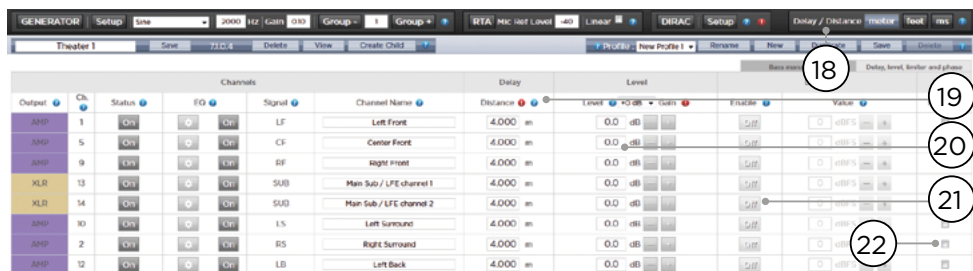 GENERATOR Setup Sine 2000 Hz Gain 0.10 Group - 1 Group + RTA Mic Ref Level -40 Linear DIRAC Setup Delay / Distance meter feet ms
Theater 1 Save Delete View Create Child Profile New Profile 1 Rename New Save Delete
18
Delay, level, limiter and phase
Channels Delay Level
19
Output Ch. Status EQ Signal Channel Name Distance Level +0 dB Gain Enable Value
AMP 1 On On LF Left Front 4.000 m 0.0 dB Off 0 dBFS - +
20
AMP 5 On On CF Center Front 4.000 m 0.0 dB Off 0 dBFS - +
AMP 9 On On RF Right Front 4.000 m 0.0 dB Off 0 dBFS - +
XLR 13 On On SUB Main Sub / LFE channel 1 4.000 m 0.0 dB Off 0 dBFS - +
21
XLR 14 On On SUB Main Sub / LFE channel 2 4.000 m 0.0 dB Off 0 dBFS - +
AMP 10 On On LS Left Surround 4.000 m 0.0 dB Off 0 dBFS
22
AMP 2 On On RS Right Surround 4.000 m 0.0 dB Off 0 dBFS
AMP 12 On On LB Left Back 4.000 m 0.0 dB Off 0 dBFS - +